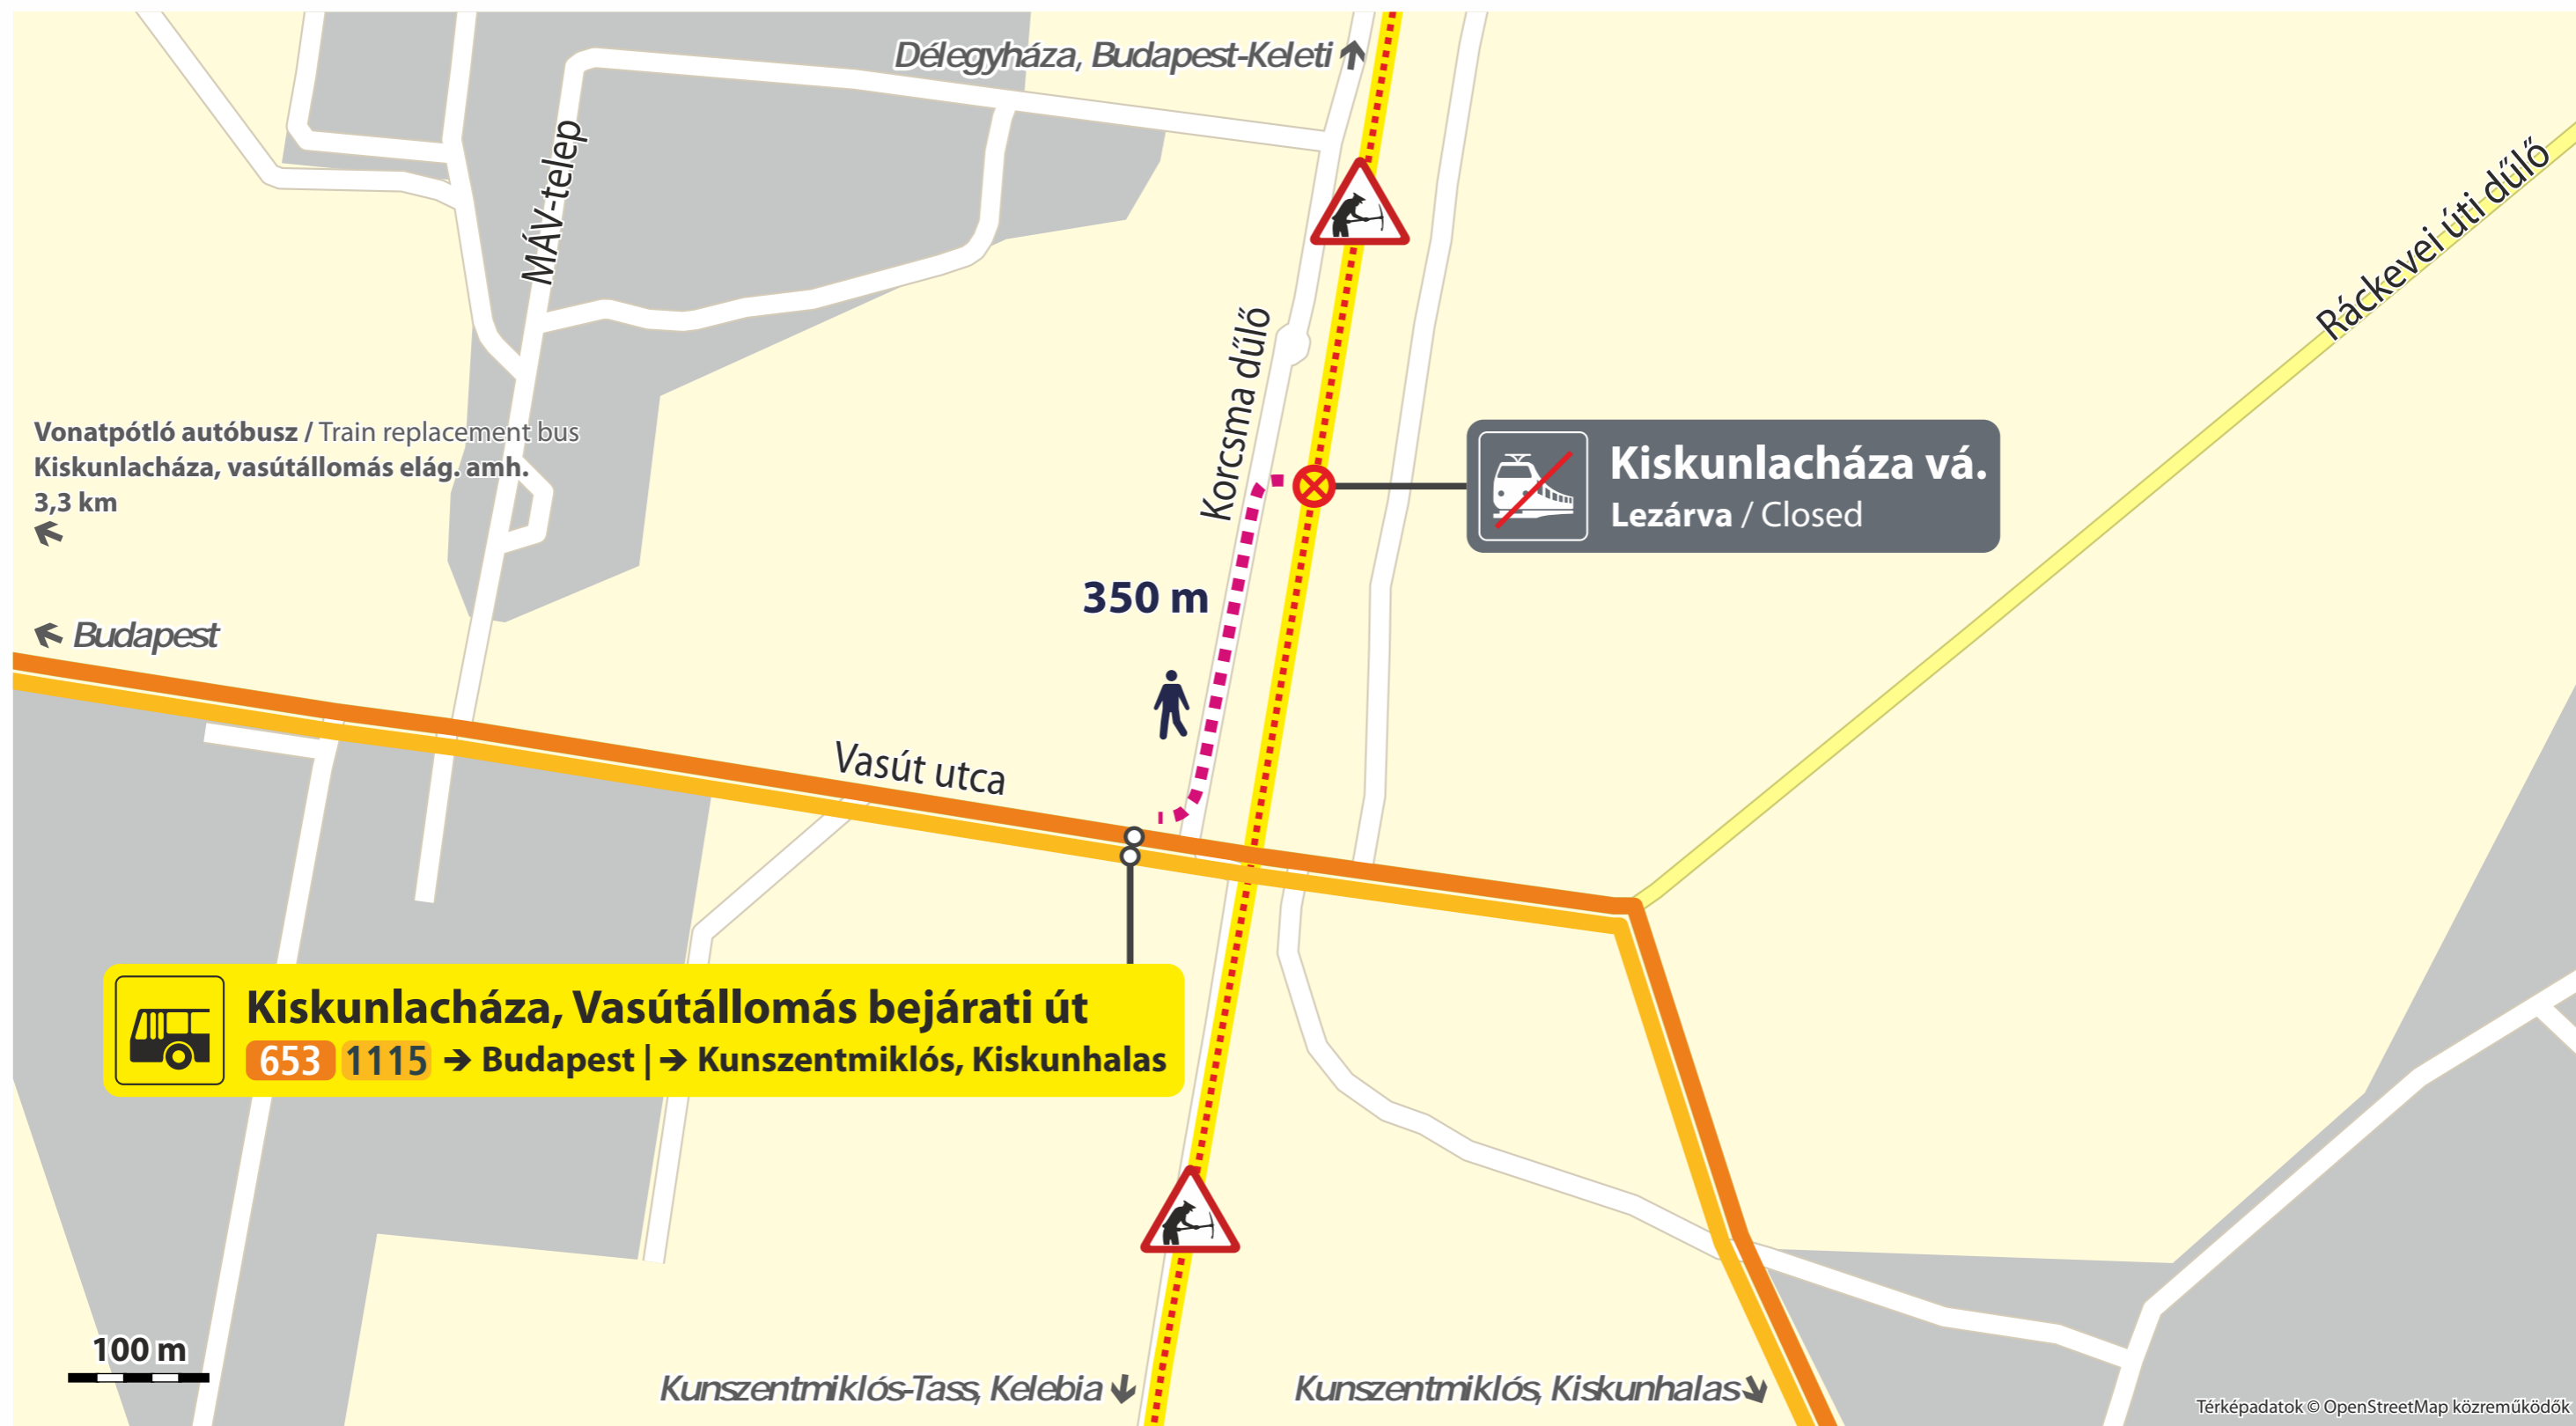 Délegyháza, Budapest-Keleti ↑
MÁV-telep
Ráckevei úti dűlő
Korcsma dűlő
Vonatpótló autóbusz / Train replacement bus
Kiskunlacháza, vasútállomás elág. amh.
3,3 km
←
Kiskunlacháza vá.
Lezárva / Closed
350 m
← Budapest
Vasút utca
Kiskunlacháza, Vasútállomás bejárati út
653 1115 → Budapest | → Kunszentmiklós, Kiskunhalas
100 m
Kunszentmiklós-Tass, Kelebia ↓
Kunszentmiklós, Kiskunhalas ↘
Térképadatok © OpenStreetMap közreműködők